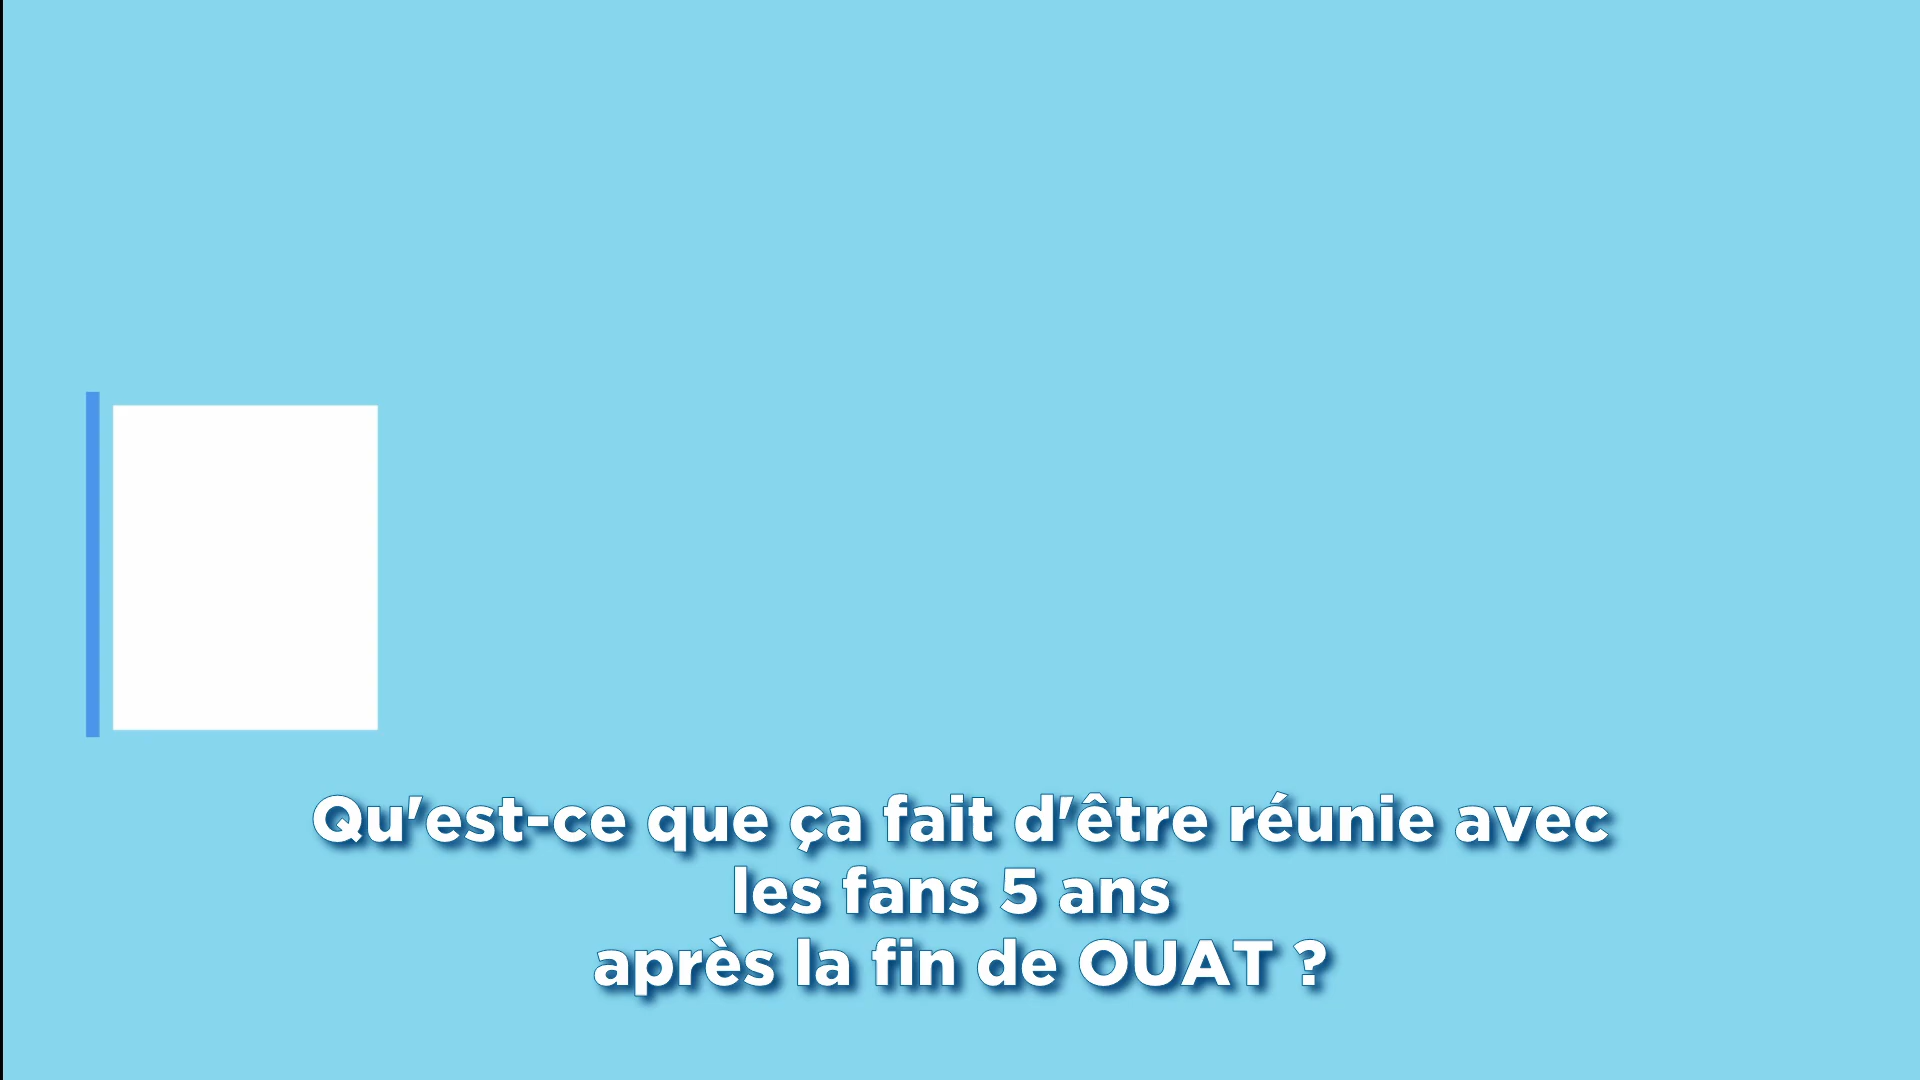 Qu'est-ce que ça fait d'être réunie avec
les fans 5 ans
après la fin de OUAT ?